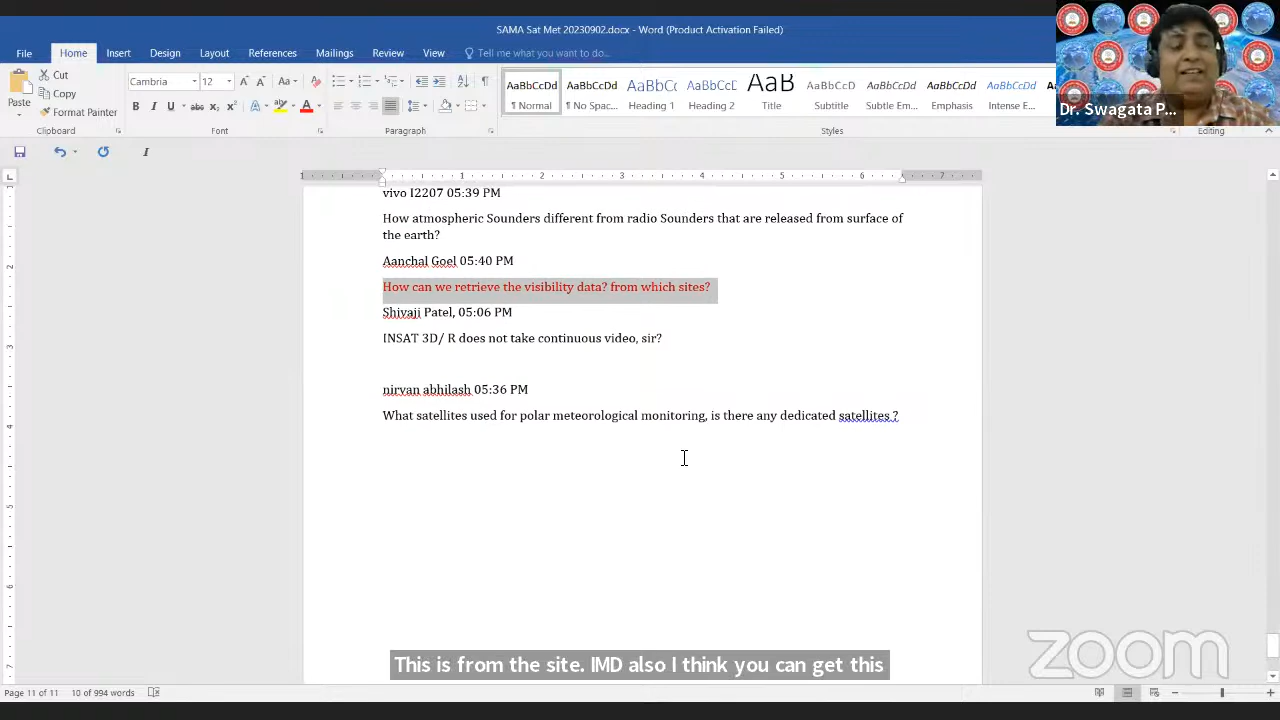 SAMA Sat Met 20230902.docx - Word (Product Activation Failed)
File Home Insert Draw Design Layout References Mailings Review View Tell me what you want to do...
Cut
Copy
Format Painter
Paste
Cambria 12
AaBbCcDd AaBbCcDd AaBbC( AaBbCcE AaB AaBbCcD AaBbCcDd AaBbCcDd AaBbCcDd
¶ Normal ¶ No Spac... Heading 1 Heading 2 Title Subtitle Subtle Em... Emphasis Intense E...
Clipboard Font Paragraph Styles Editing
Dr. Swagata P...
vivo I2207 05:39 PM
How atmospheric Sounders different from radio Sounders that are released from surface of
the earth?
Aanchal Goel 05:40 PM
How can we retrieve the visibility data? from which sites?
Shivaji Patel, 05:06 PM
INSAT 3D/ R does not take continuous video, sir?
nirvan abhilash 05:36 PM
What satellites used for polar meteorological monitoring, is there any dedicated satellites ?
zoom
This is from the site. IMD also I think you can get this
Page 11 of 11 10 of 994 words